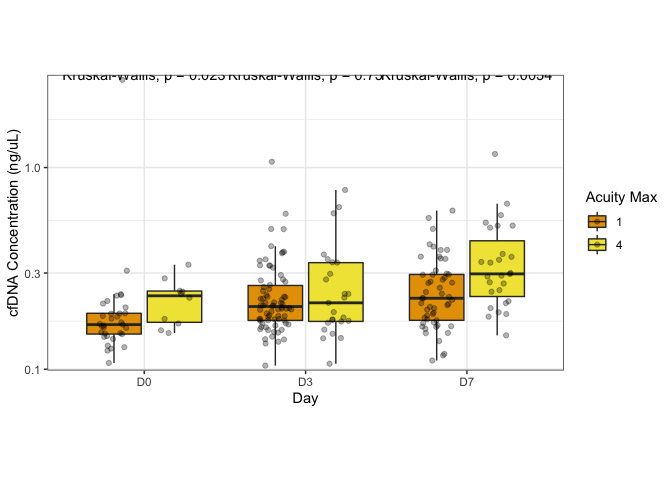 Kruskal-Wallis, p = 0.023
Kruskal-Wallis, p = 0.75
Kruskal-Wallis, p = 0.0054
cfDNA Concentration (ng/uL)
1.0
0.3
0.1
D0
D3
D7
Day
Acuity Max
1
4